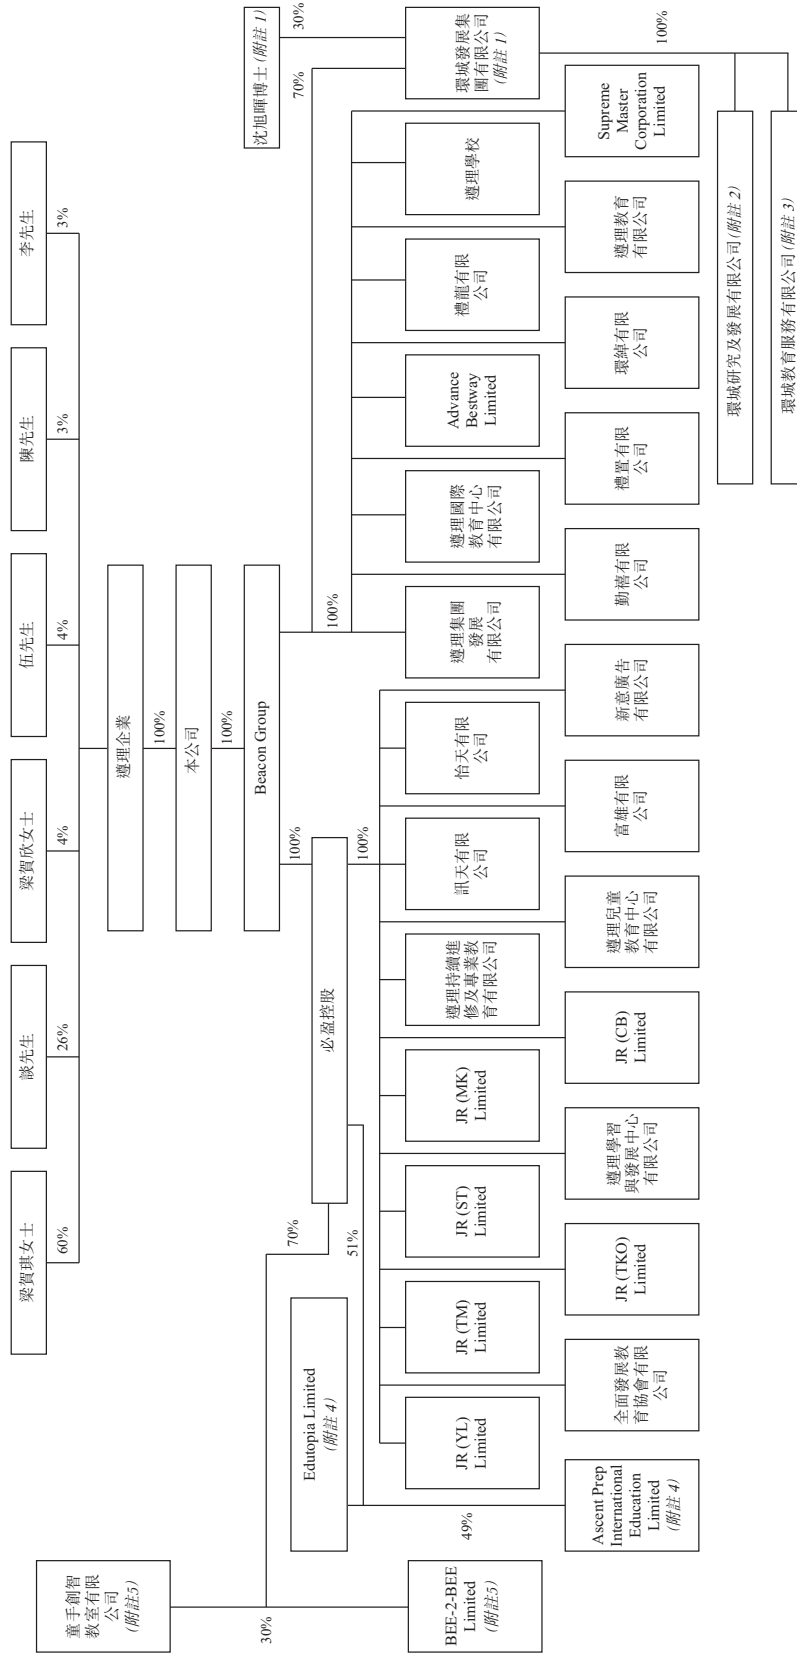 梁賀琪女士
談先生
梁賀欣女士
伍先生
陳先生
李先生
60%
26%
4%
4%
3%
3%
遵理企業
100%
本公司
100%
Beacon Group
100%
必盈控股
100%
70%
51%
童手創智
教室有限
公司
(附註5)
30%
BEE-2-BEE
Limited
(附註5)
Edutopia Limited
(附註 4)
49%
Ascent Prep
International
Education
Limited
(附註 4)
JR (YL)
Limited
JR (TM)
Limited
JR (ST)
Limited
JR (MK)
Limited
遵理持續進
修及專業教
育有限公司
訊天有限
公司
怡天有限
公司
全面發展教
育協會有限
公司
JR (TKO)
Limited
遵理學習
與發展中心
有限公司
JR (CB)
Limited
遵理兒童
教育中心
有限公司
富雄有限
公司
新意廣告
有限公司
100%
70%
沈旭暉博士 (附註 1)
30%
遵理集團
發展
有限公司
遵理國際
教育中心
有限公司
Advance
Bestway
Limited
禮龍有限
公司
遵理學校
環城發展集
團有限公司
(附註 1)
勤禧有限
公司
禮置有限
公司
環綽有限
公司
遵理教育
有限公司
Supreme
Master
Corporation
Limited
100%
環城研究及發展有限公司 (附註 2)
環城教育服務有限公司 (附註 3)